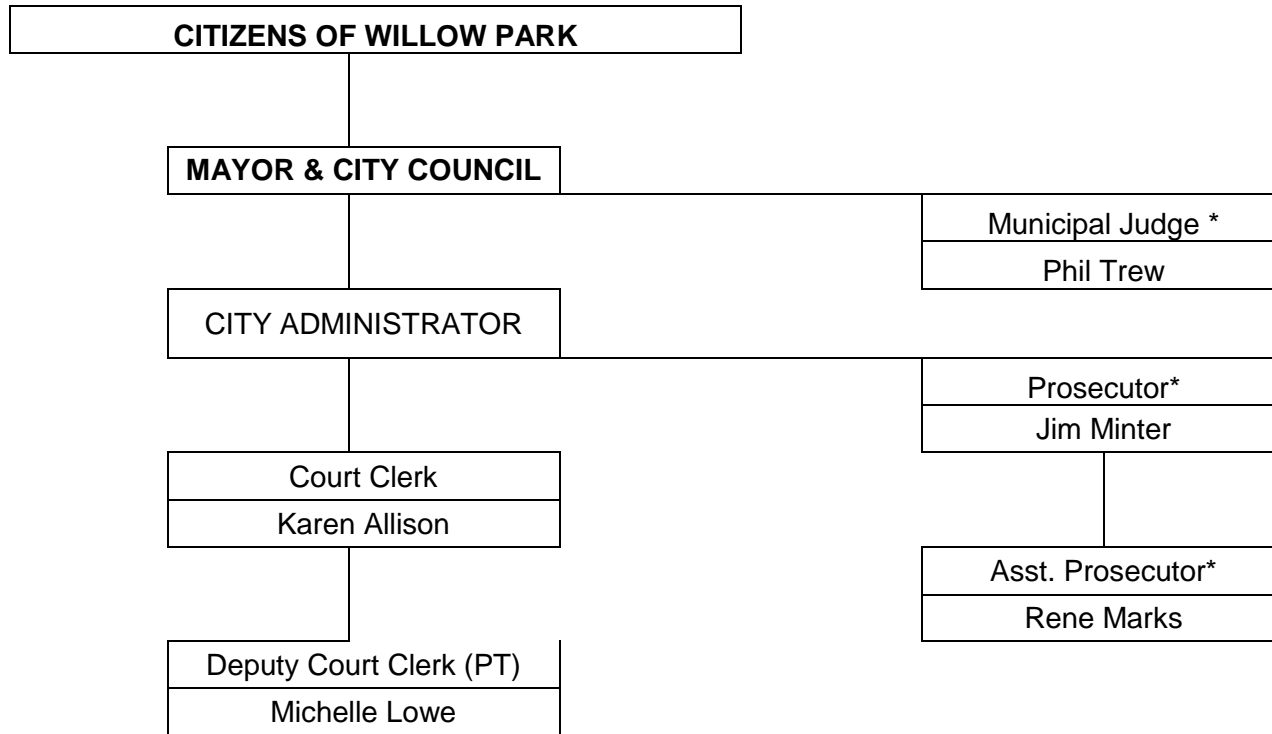 CITIZENS OF WILLOW PARK
MAYOR & CITY COUNCIL
Municipal Judge *
Phil Trew
CITY ADMINISTRATOR
Prosecutor*
Jim Minter
Court Clerk
Karen Allison
Asst. Prosecutor*
Rene Marks
Deputy Court Clerk (PT)
Michelle Lowe